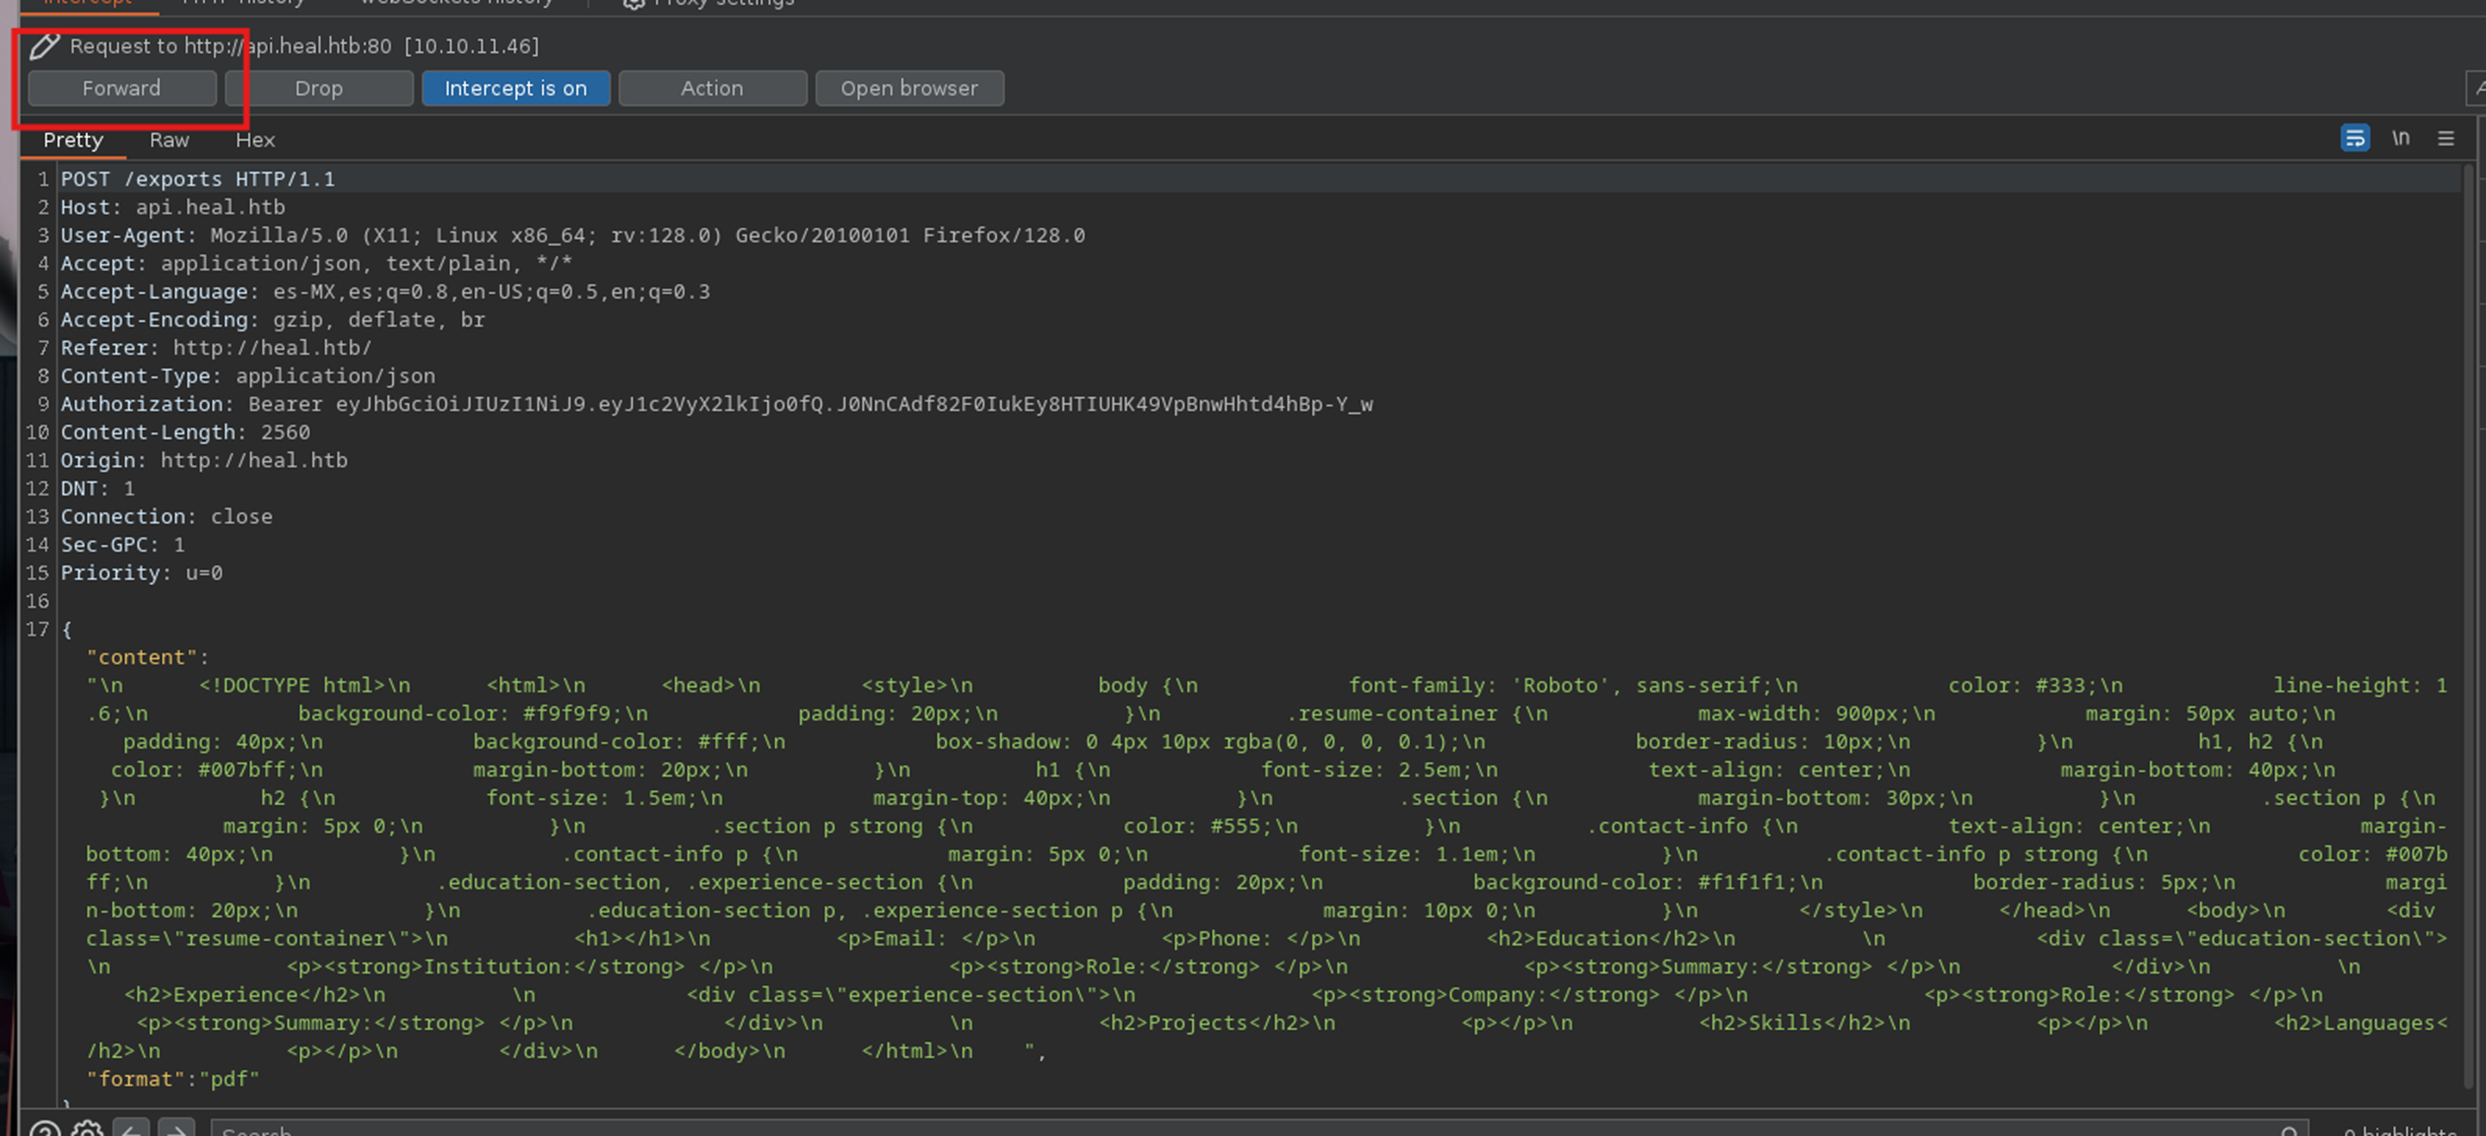 Intercept HTTP history WebSockets history Proxy settings
Request to http://api.heal.htb:80 [10.10.11.46]
Forward Drop Intercept is on Action Open browser
Pretty Raw Hex \n
1 POST /exports HTTP/1.1
2 Host: api.heal.htb
3 User-Agent: Mozilla/5.0 (X11; Linux x86_64; rv:128.0) Gecko/20100101 Firefox/128.0
4 Accept: application/json, text/plain, */*
5 Accept-Language: es-MX,es;q=0.8,en-US;q=0.5,en;q=0.3
6 Accept-Encoding: gzip, deflate, br
7 Referer: http://heal.htb/
8 Content-Type: application/json
9 Authorization: Bearer eyJhbGciOiJIUzI1NiJ9.eyJ1c2VyX2lkIjo0fQ.J0NnCAdf82F0IukEy8HTIUHK49VpBnwHhtd4hBp-Y_w
10 Content-Length: 2560
11 Origin: http://heal.htb
12 DNT: 1
13 Connection: close
14 Sec-GPC: 1
15 Priority: u=0
16
17 {
"content":
"\n <!DOCTYPE html>\n <html>\n <head>\n <style>\n body {\n font-family: 'Roboto', sans-serif;\n color: #333;\n line-height: 1
.6;\n background-color: #f9f9f9;\n padding: 20px;\n }\n .resume-container {\n max-width: 900px;\n margin: 50px auto;\n
padding: 40px;\n background-color: #fff;\n box-shadow: 0 4px 10px rgba(0, 0, 0, 0.1);\n border-radius: 10px;\n }\n h1, h2 {\n
color: #007bff;\n margin-bottom: 20px;\n }\n h1 {\n font-size: 2.5em;\n text-align: center;\n margin-bottom: 40px;\n
}\n h2 {\n font-size: 1.5em;\n margin-top: 40px;\n }\n .section {\n margin-bottom: 30px;\n }\n .section p {\n
margin: 5px 0;\n }\n .section p strong {\n color: #555;\n }\n .contact-info {\n text-align: center;\n margin-
bottom: 40px;\n }\n .contact-info p {\n margin: 5px 0;\n font-size: 1.1em;\n }\n .contact-info p strong {\n color: #007b
ff;\n }\n .education-section, .experience-section {\n padding: 20px;\n background-color: #f1f1f1;\n border-radius: 5px;\n margi
n-bottom: 20px;\n }\n .education-section p, .experience-section p {\n margin: 10px 0;\n }\n </style>\n </head>\n <body>\n <div
class=\"resume-container\">\n <h1></h1>\n <p>Email: </p>\n <p>Phone: </p>\n <h2>Education</h2>\n \n <div class=\"education-section\">
\n <p><strong>Institution:</strong> </p>\n <p><strong>Role:</strong> </p>\n <p><strong>Summary:</strong> </p>\n </div>\n \n
<h2>Experience</h2>\n \n <div class=\"experience-section\">\n <p><strong>Company:</strong> </p>\n <p><strong>Role:</strong> </p>\n
<p><strong>Summary:</strong> </p>\n </div>\n \n <h2>Projects</h2>\n <p></p>\n <h2>Skills</h2>\n <p></p>\n <h2>Languages<
/h2>\n <p></p>\n </div>\n </body>\n </html>\n ",
"format":"pdf"
}
Search 0 highlights